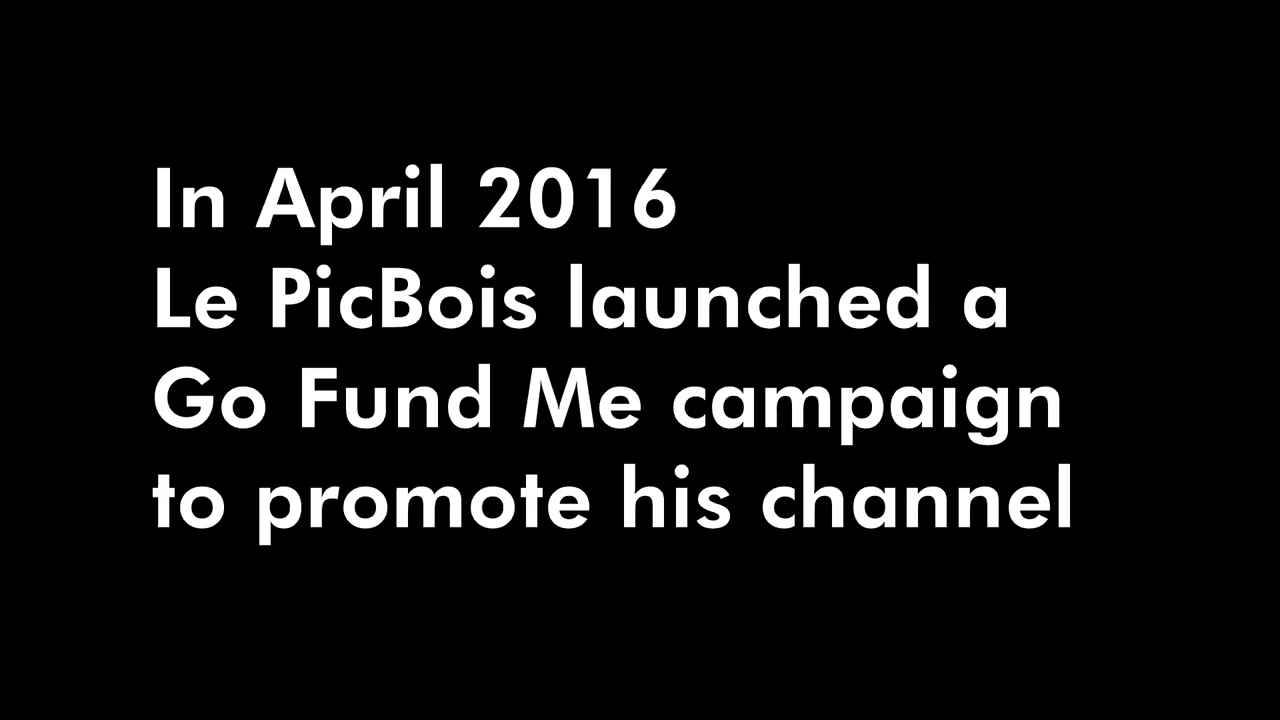 In April 2016
Le PicBois launched a
Go Fund Me campaign
to promote his channel